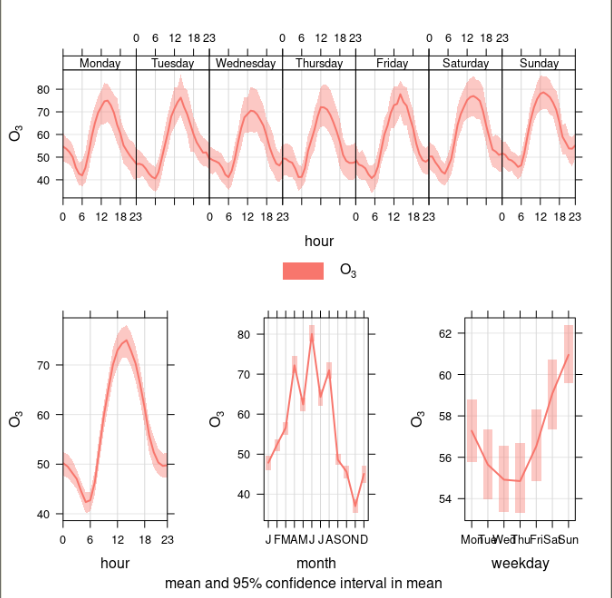 0 6 12 18 23 0 6 12 18 23 0 6 12 18 23
Monday Tuesday Wednesday Thursday Friday Saturday Sunday
80
70
60
50
40
O3
0 6 12 18 23 0 6 12 18 23 0 6 12 18 23 0 6 12 18 23
hour
O3
70
60
50
40
O3
0 6 12 18 23
hour
80
70
60
50
40
O3
J F M A M J J A S O N D
month
62
60
58
56
54
O3
Mon Tue Wed Thu Fri Sat Sun
weekday
mean and 95% confidence interval in mean